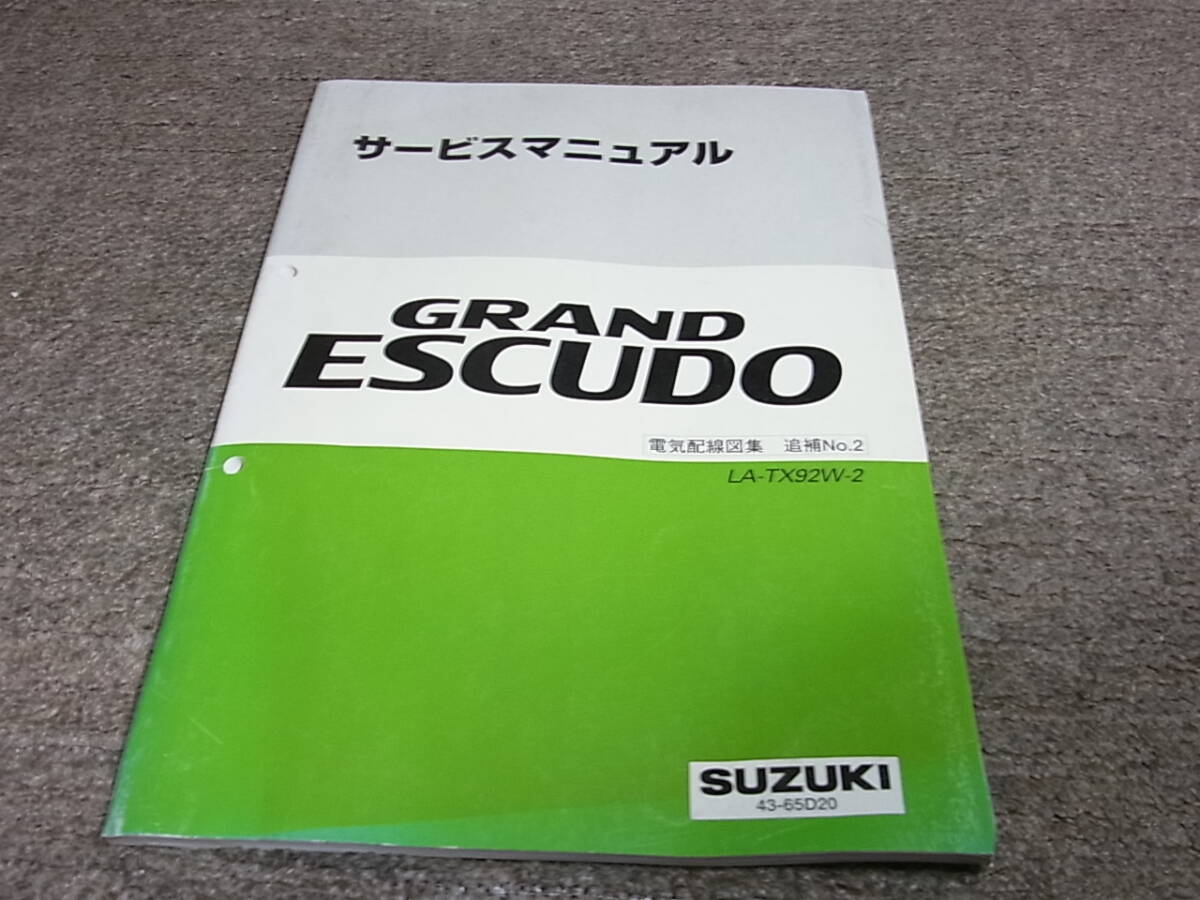 サービスマニュアル
GRAND
ESCUDO
電気配線図集　追補No.2
LA-TX92W-2
SUZUKI
43-65D20